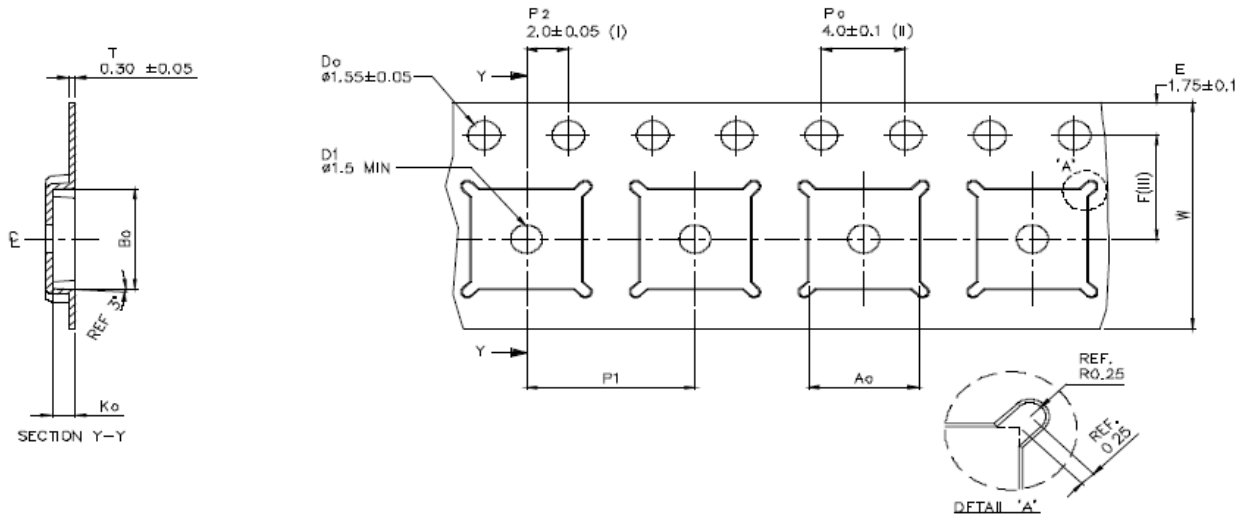 T
0.30 ±0.05
P2
2.0±0.05 (I)
Po
4.0±0.1 (II)
Do
ø1.55±0.05
Y
E
1.75±0.1
D1
ø1.5 MIN
"A"
F(III)
W
Bo
REF 3°
Y
P1
Ao
Ko
SECTION Y-Y
REF.
R0.25
REF.
0.25
DETAIL "A"